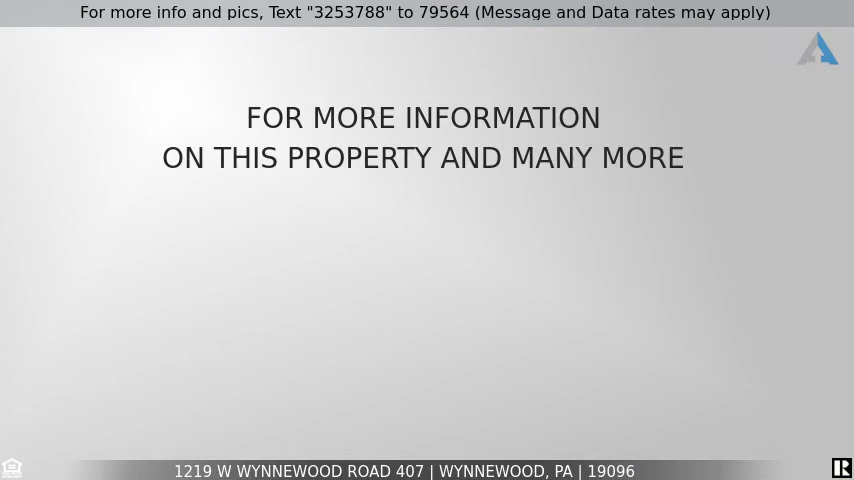 For more info and pics, Text "3253788" to 79564 (Message and Data rates may apply)
FOR MORE INFORMATION
ON THIS PROPERTY AND MANY MORE
1219 W WYNNEWOOD ROAD 407 | WYNNEWOOD, PA | 19096